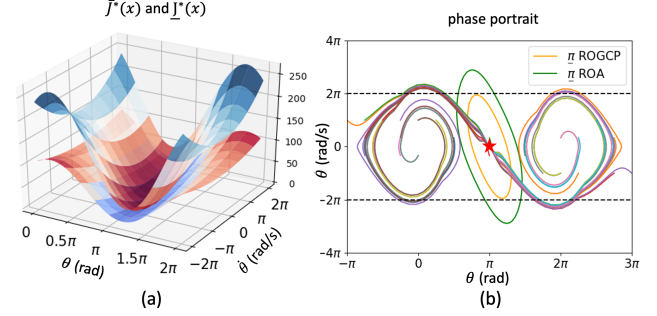 J̄*(x) and J̲*(x)
250
200
150
100
50
0
0
0.5π
π
1.5π
2π
θ (rad)
−2π
−π
0
π
2π
θ̇ (rad/s)
(a)
phase portrait
4π
2π
0
−2π
−4π
θ̇ (rad/s)
π̲ ROGCP
π̲ ROA
−π
0
π
2π
3π
θ (rad)
(b)